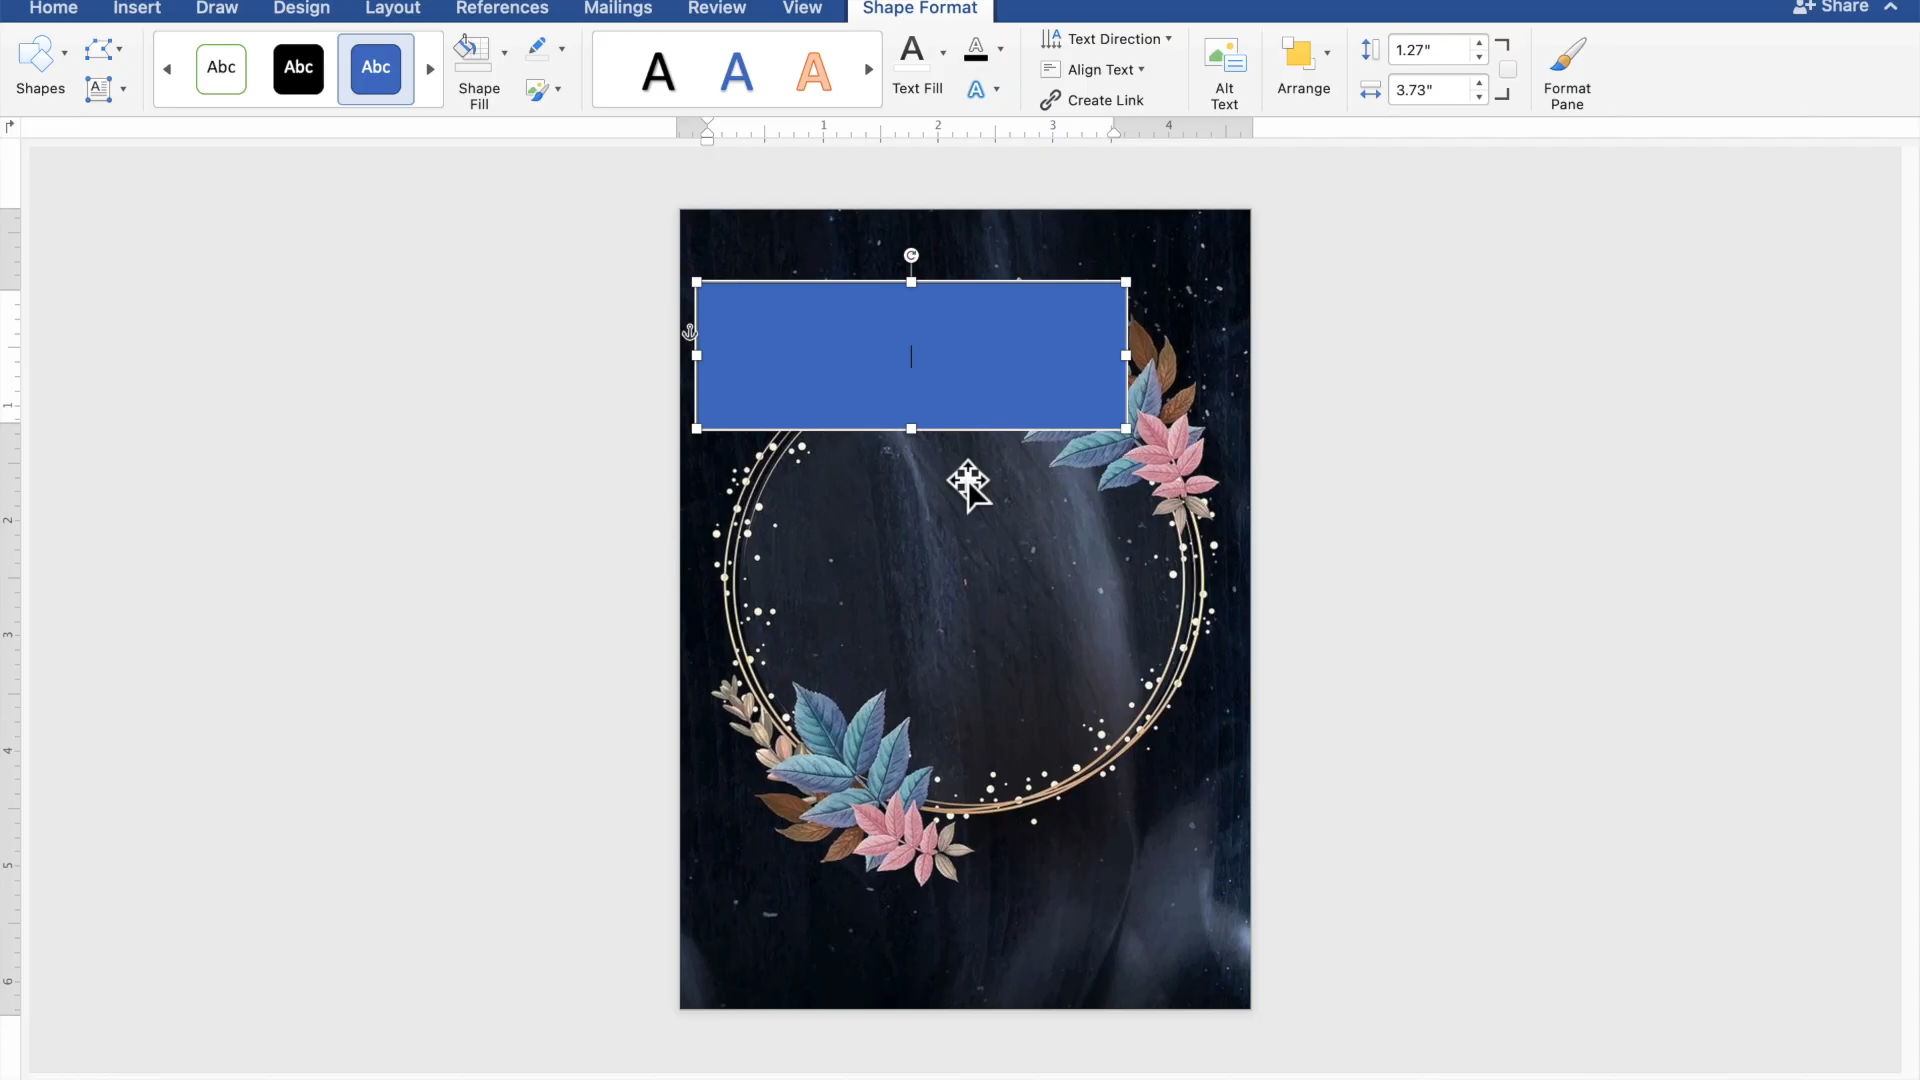 Home Insert Draw Design Layout References Mailings Review View Shape Format Share
Shapes
Abc Abc Abc
Shape
Fill
A A A
A
Text Fill
A
A
Text Direction
Align Text
Create Link
Alt
Text
Arrange
1.27"
3.73"
Format
Pane
1 2 3 4
1
2
3
4
5
6